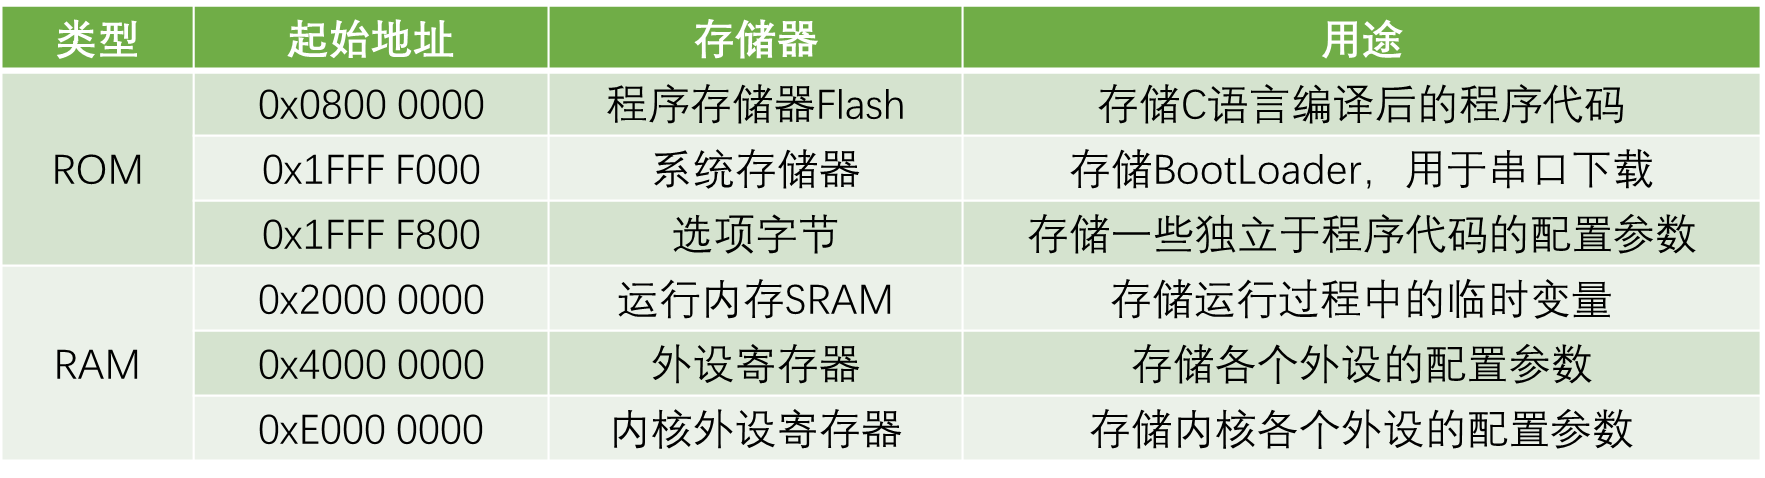 类型 起始地址 存储器 用途
ROM 0x0800 0000 程序存储器Flash 存储C语言编译后的程序代码
0x1FFF F000 系统存储器 存储BootLoader，用于串口下载
0x1FFF F800 选项字节 存储一些独立于程序代码的配置参数
RAM 0x2000 0000 运行内存SRAM 存储运行过程中的临时变量
0x4000 0000 外设寄存器 存储各个外设的配置参数
0xE000 0000 内核外设寄存器 存储内核各个外设的配置参数